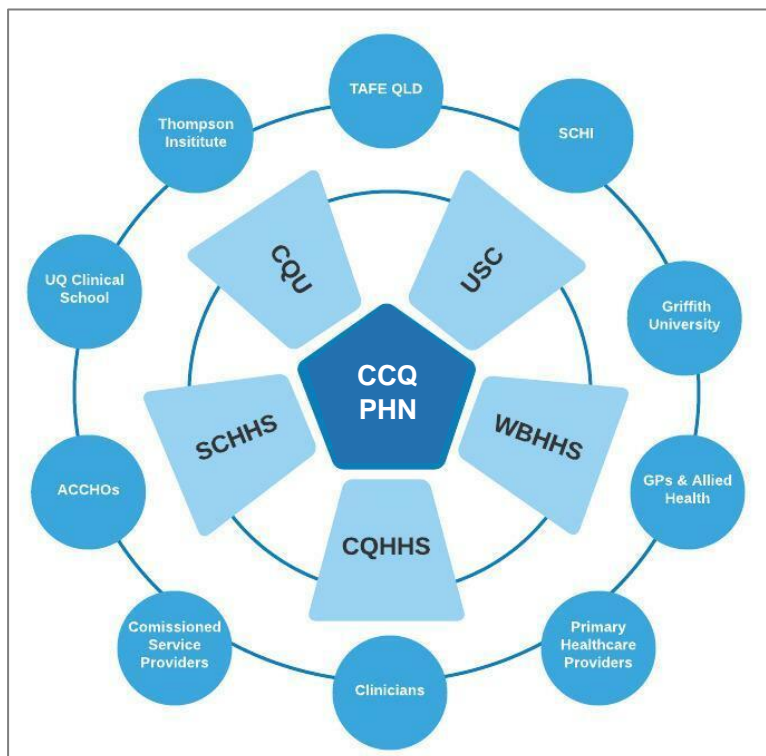 TAFE QLD
Thompson
Insititute
SCHI
CQU
USC
UQ Clinical
School
Griffith
University
CCQ
PHN
SCHHS
WBHHS
ACCHOs
GPs & Allied
Health
CQHHS
Comissioned
Service
Providers
Primary
Healthcare
Providers
Clinicians